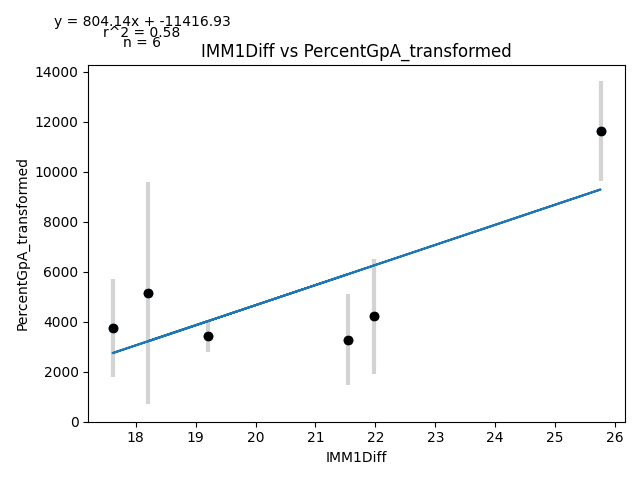 y = 804.14x + -11416.93
r^2 = 0.58
n = 6
IMM1Diff vs PercentGpA_transformed
14000
12000
10000
8000
6000
4000
2000
0
PercentGpA_transformed
18 19 20 21 22 23 24 25 26
IMM1Diff